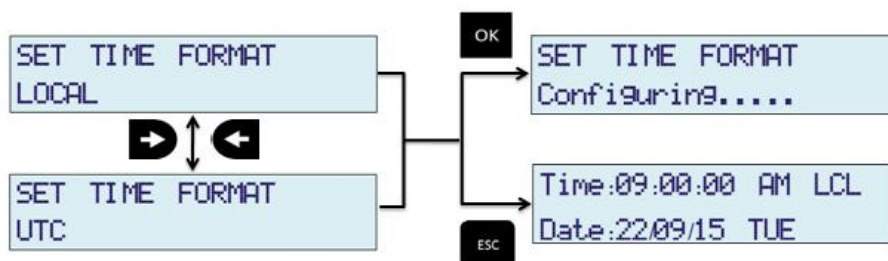 SET TIME FORMAT
LOCAL
SET TIME FORMAT
UTC
OK
SET TIME FORMAT
Configuring.....
ESC
Time:09:00:00 AM LCL
Date:22/09/15 TUE